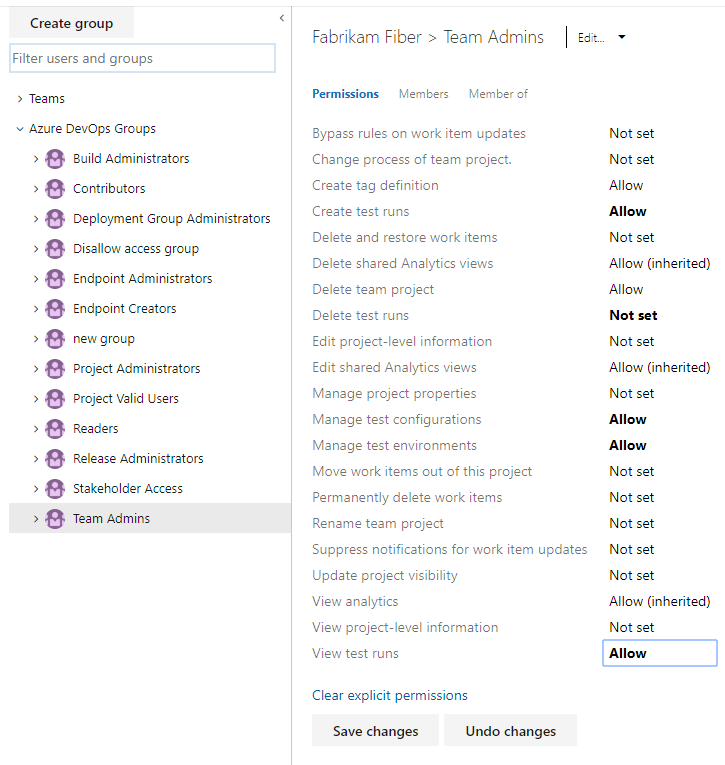 Create group
Filter users and groups
Teams
Azure DevOps Groups
Build Administrators
Contributors
Deployment Group Administrators
Disallow access group
Endpoint Administrators
Endpoint Creators
new group
Project Administrators
Project Valid Users
Readers
Release Administrators
Stakeholder Access
Team Admins
Fabrikam Fiber > Team Admins Edit...
Permissions Members Member of
Bypass rules on work item updates Not set
Change process of team project. Not set
Create tag definition Allow
Create test runs Allow
Delete and restore work items Not set
Delete shared Analytics views Allow (inherited)
Delete team project Allow
Delete test runs Not set
Edit project-level information Not set
Edit shared Analytics views Allow (inherited)
Manage project properties Not set
Manage test configurations Allow
Manage test environments Allow
Move work items out of this project Not set
Permanently delete work items Not set
Rename team project Not set
Suppress notifications for work item updates Not set
Update project visibility Not set
View analytics Allow (inherited)
View project-level information Not set
View test runs Allow
Clear explicit permissions
Save changes Undo changes